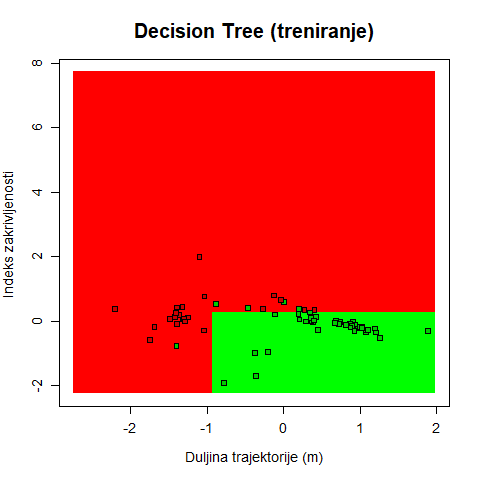 Decision Tree (treniranje)
Indeks zakrivljenosti
8
6
4
2
0
-2
-2 -1 0 1 2
Duljina trajektorije (m)